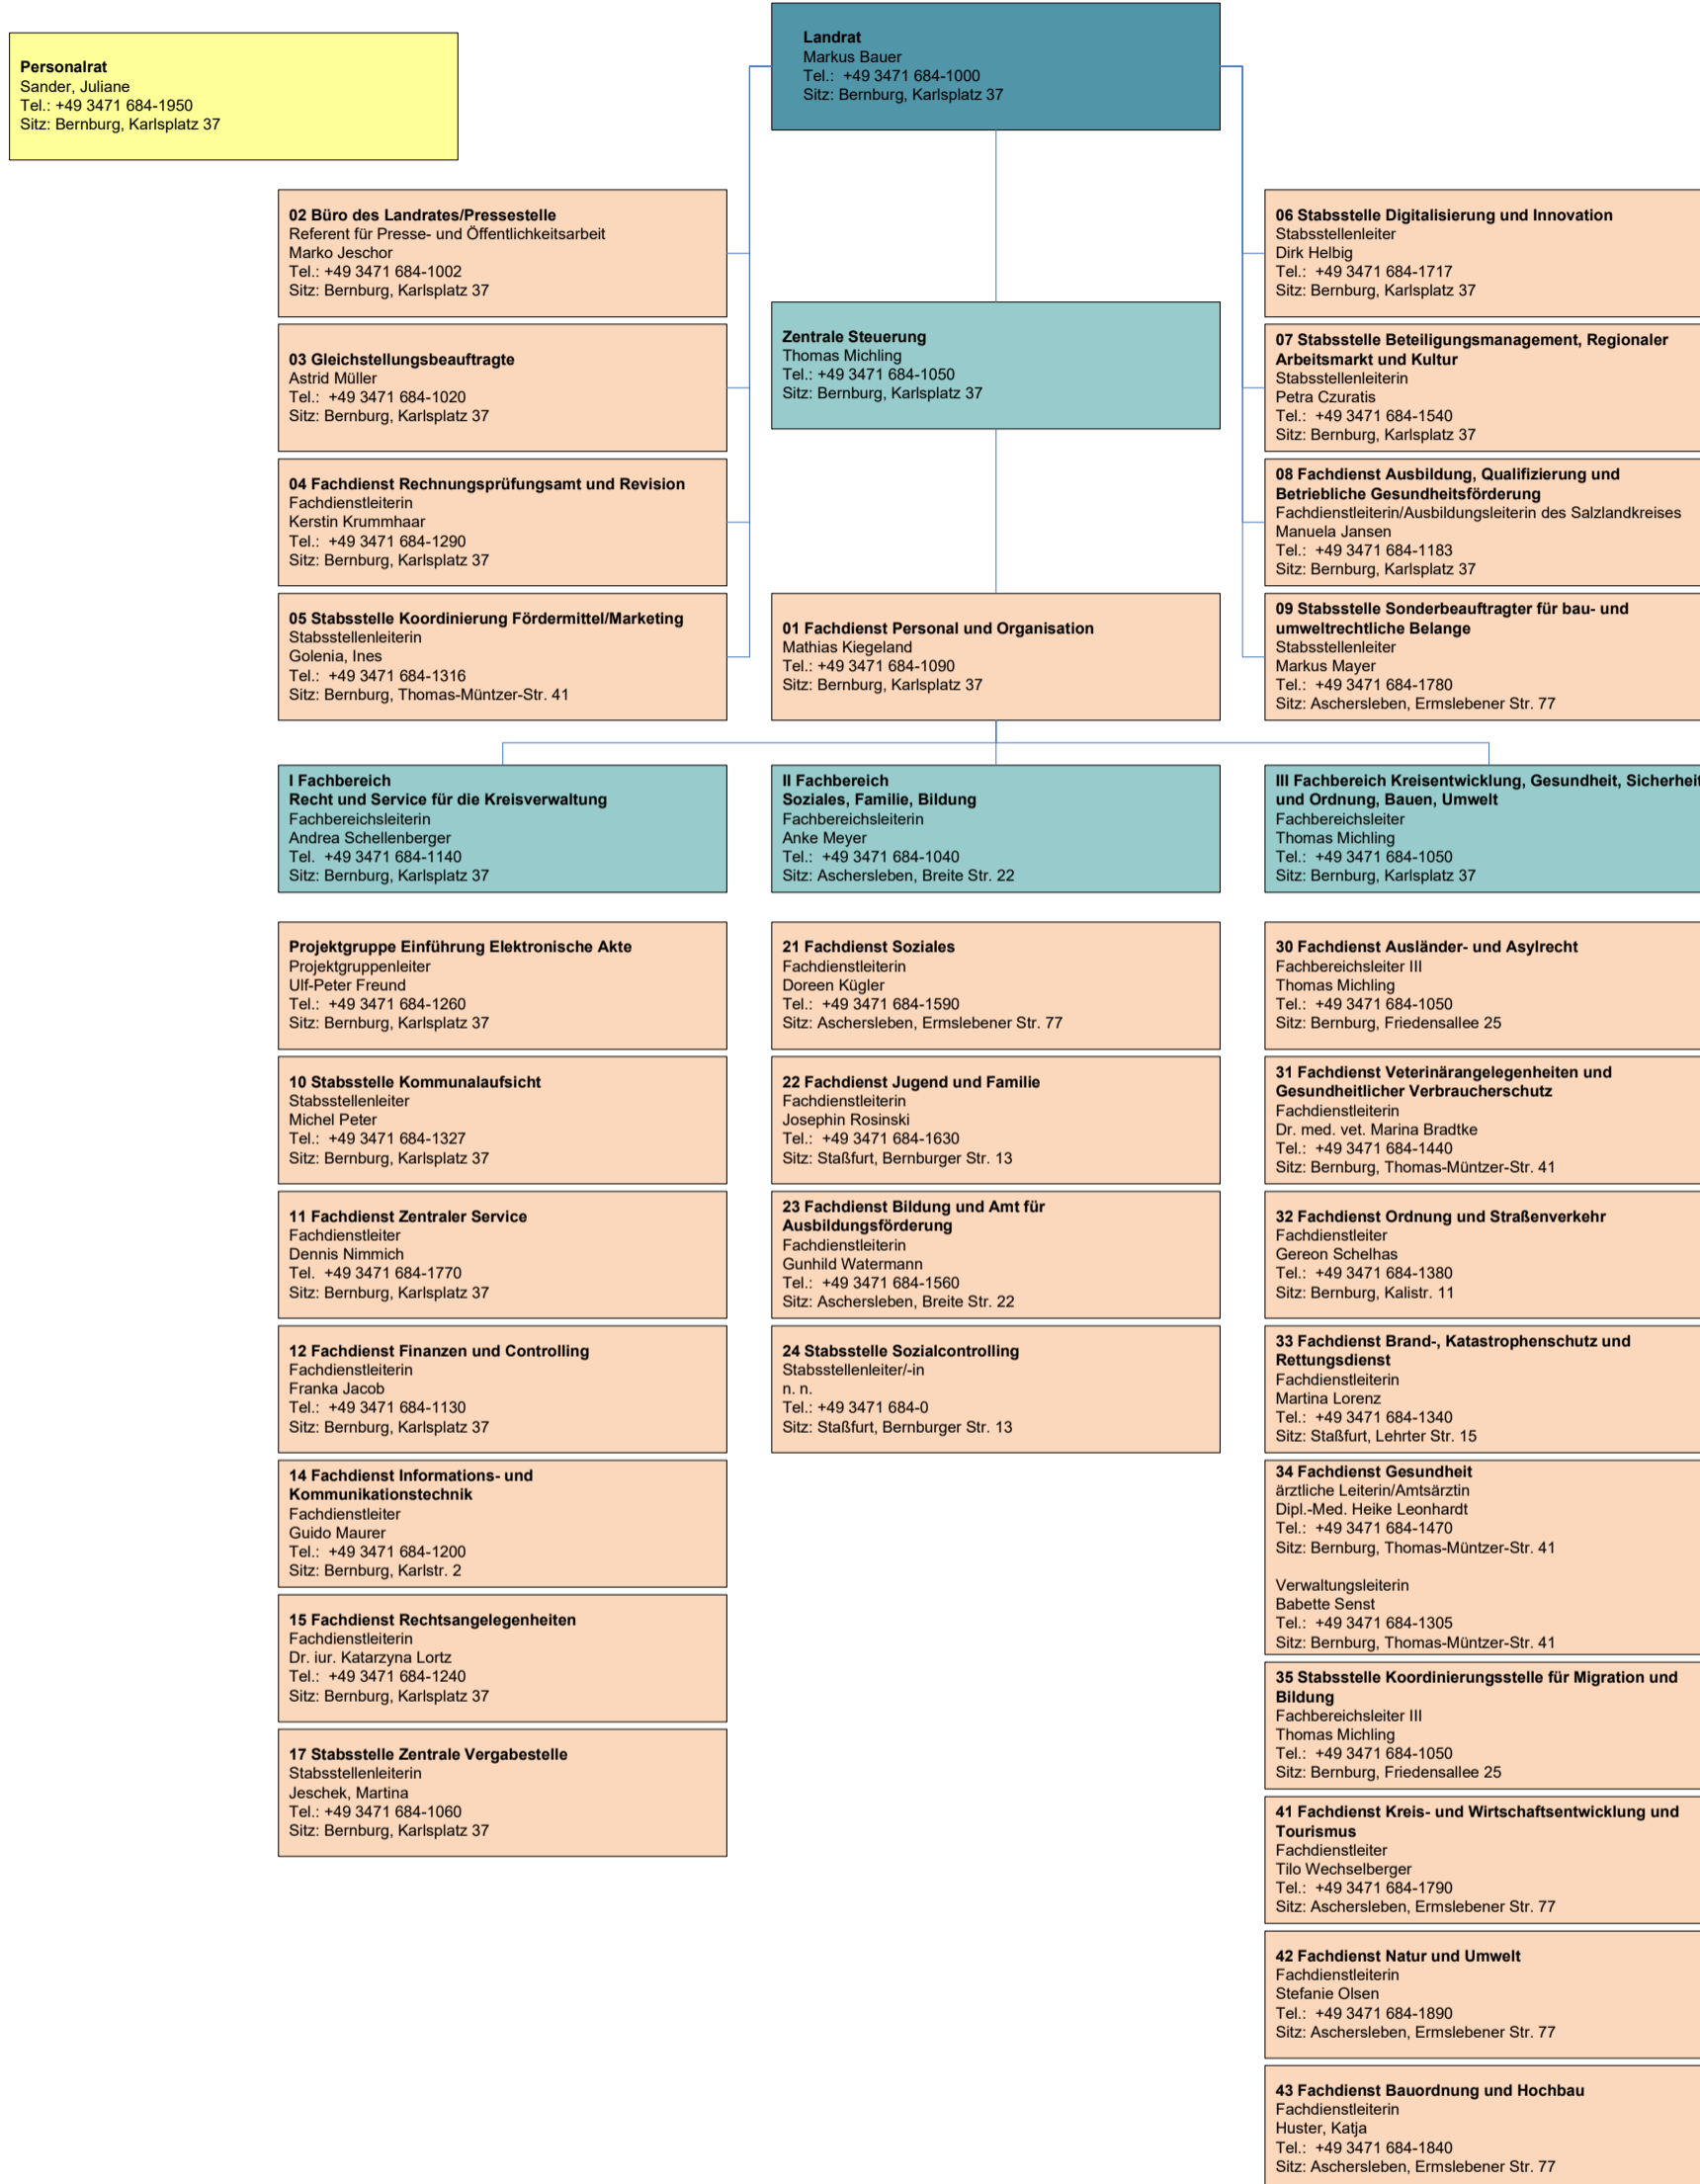 Personalrat
Sander, Juliane
Tel.: +49 3471 684-1950
Sitz: Bernburg, Karlsplatz 37
Landrat
Markus Bauer
Tel.: +49 3471 684-1000
Sitz: Bernburg, Karlsplatz 37
02 Büro des Landrates/Pressestelle
Referent für Presse- und Öffentlichkeitsarbeit
Marko Jeschor
Tel.: +49 3471 684-1002
Sitz: Bernburg, Karlsplatz 37
03 Gleichstellungsbeauftragte
Astrid Müller
Tel.: +49 3471 684-1020
Sitz: Bernburg, Karlsplatz 37
04 Fachdienst Rechnungsprüfungsamt und Revision
Fachdienstleiterin
Kerstin Krummhaar
Tel.: +49 3471 684-1290
Sitz: Bernburg, Karlsplatz 37
05 Stabsstelle Koordinierung Fördermittel/Marketing
Stabsstellenleiterin
Golenia, Ines
Tel.: +49 3471 684-1316
Sitz: Bernburg, Thomas-Müntzer-Str. 41
Zentrale Steuerung
Thomas Michling
Tel.: +49 3471 684-1050
Sitz: Bernburg, Karlsplatz 37
01 Fachdienst Personal und Organisation
Mathias Kiegeland
Tel.: +49 3471 684-1090
Sitz: Bernburg, Karlsplatz 37
06 Stabsstelle Digitalisierung und Innovation
Stabsstellenleiter
Dirk Helbig
Tel.: +49 3471 684-1717
Sitz: Bernburg, Karlsplatz 37
07 Stabsstelle Beteiligungsmanagement, Regionaler
Arbeitsmarkt und Kultur
Stabsstellenleiterin
Petra Czuratis
Tel.: +49 3471 684-1540
Sitz: Bernburg, Karlsplatz 37
08 Fachdienst Ausbildung, Qualifizierung und
Betriebliche Gesundheitsförderung
Fachdienstleiterin/Ausbildungsleiterin des Salzlandkreises
Manuela Jansen
Tel.: +49 3471 684-1183
Sitz: Bernburg, Karlsplatz 37
09 Stabsstelle Sonderbeauftragter für bau- und
umweltrechtliche Belange
Stabsstellenleiter
Markus Mayer
Tel.: +49 3471 684-1780
Sitz: Aschersleben, Ermslebener Str. 77
I Fachbereich
Recht und Service für die Kreisverwaltung
Fachbereichsleiterin
Andrea Schellenberger
Tel. +49 3471 684-1140
Sitz: Bernburg, Karlsplatz 37
Projektgruppe Einführung Elektronische Akte
Projektgruppenleiter
Ulf-Peter Freund
Tel.: +49 3471 684-1260
Sitz: Bernburg, Karlsplatz 37
10 Stabsstelle Kommunalaufsicht
Stabsstellenleiter
Michel Peter
Tel.: +49 3471 684-1327
Sitz: Bernburg, Karlsplatz 37
11 Fachdienst Zentraler Service
Fachdienstleiter
Dennis Nimmich
Tel. +49 3471 684-1770
Sitz: Bernburg, Karlsplatz 37
12 Fachdienst Finanzen und Controlling
Fachdienstleiterin
Franka Jacob
Tel.: +49 3471 684-1130
Sitz: Bernburg, Karlsplatz 37
14 Fachdienst Informations- und
Kommunikationstechnik
Fachdienstleiter
Guido Maurer
Tel.: +49 3471 684-1200
Sitz: Bernburg, Karlstr. 2
15 Fachdienst Rechtsangelegenheiten
Fachdienstleiterin
Dr. iur. Katarzyna Lortz
Tel.: +49 3471 684-1240
Sitz: Bernburg, Karlsplatz 37
17 Stabsstelle Zentrale Vergabestelle
Stabsstellenleiterin
Jeschek, Martina
Tel.: +49 3471 684-1060
Sitz: Bernburg, Karlsplatz 37
II Fachbereich
Soziales, Familie, Bildung
Fachbereichsleiterin
Anke Meyer
Tel.: +49 3471 684-1040
Sitz: Aschersleben, Breite Str. 22
21 Fachdienst Soziales
Fachdienstleiterin
Doreen Kügler
Tel.: +49 3471 684-1590
Sitz: Aschersleben, Ermslebener Str. 77
22 Fachdienst Jugend und Familie
Fachdienstleiterin
Josephin Rosinski
Tel.: +49 3471 684-1630
Sitz: Staßfurt, Bernburger Str. 13
23 Fachdienst Bildung und Amt für
Ausbildungsförderung
Fachdienstleiterin
Gunhild Watermann
Tel.: +49 3471 684-1560
Sitz: Aschersleben, Breite Str. 22
24 Stabsstelle Sozialcontrolling
Stabsstellenleiter/-in
n. n.
Tel.: +49 3471 684-0
Sitz: Staßfurt, Bernburger Str. 13
III Fachbereich Kreisentwicklung, Gesundheit, Sicherheit
und Ordnung, Bauen, Umwelt
Fachbereichsleiter
Thomas Michling
Tel.: +49 3471 684-1050
Sitz: Bernburg, Karlsplatz 37
30 Fachdienst Ausländer- und Asylrecht
Fachbereichsleiter III
Thomas Michling
Tel.: +49 3471 684-1050
Sitz: Bernburg, Friedensallee 25
31 Fachdienst Veterinärangelegenheiten und
Gesundheitlicher Verbraucherschutz
Fachdienstleiterin
Dr. med. vet. Marina Bradtke
Tel.: +49 3471 684-1440
Sitz: Bernburg, Thomas-Müntzer-Str. 41
32 Fachdienst Ordnung und Straßenverkehr
Fachdienstleiter
Gereon Schelhas
Tel.: +49 3471 684-1380
Sitz: Bernburg, Kalistr. 11
33 Fachdienst Brand-, Katastrophenschutz und
Rettungsdienst
Fachdienstleiterin
Martina Lorenz
Tel.: +49 3471 684-1340
Sitz: Staßfurt, Lehrter Str. 15
34 Fachdienst Gesundheit
ärztliche Leiterin/Amtsärztin
Dipl.-Med. Heike Leonhardt
Tel.: +49 3471 684-1470
Sitz: Bernburg, Thomas-Müntzer-Str. 41
Verwaltungsleiterin
Babette Senst
Tel.: +49 3471 684-1305
Sitz: Bernburg, Thomas-Müntzer-Str. 41
35 Stabsstelle Koordinierungsstelle für Migration und
Bildung
Fachbereichsleiter III
Thomas Michling
Tel.: +49 3471 684-1050
Sitz: Bernburg, Friedensallee 25
41 Fachdienst Kreis- und Wirtschaftsentwicklung und
Tourismus
Fachdienstleiter
Tilo Wechselberger
Tel.: +49 3471 684-1790
Sitz: Aschersleben, Ermslebener Str. 77
42 Fachdienst Natur und Umwelt
Fachdienstleiterin
Stefanie Olsen
Tel.: +49 3471 684-1890
Sitz: Aschersleben, Ermslebener Str. 77
43 Fachdienst Bauordnung und Hochbau
Fachdienstleiterin
Huster, Katja
Tel.: +49 3471 684-1840
Sitz: Aschersleben, Ermslebener Str. 77